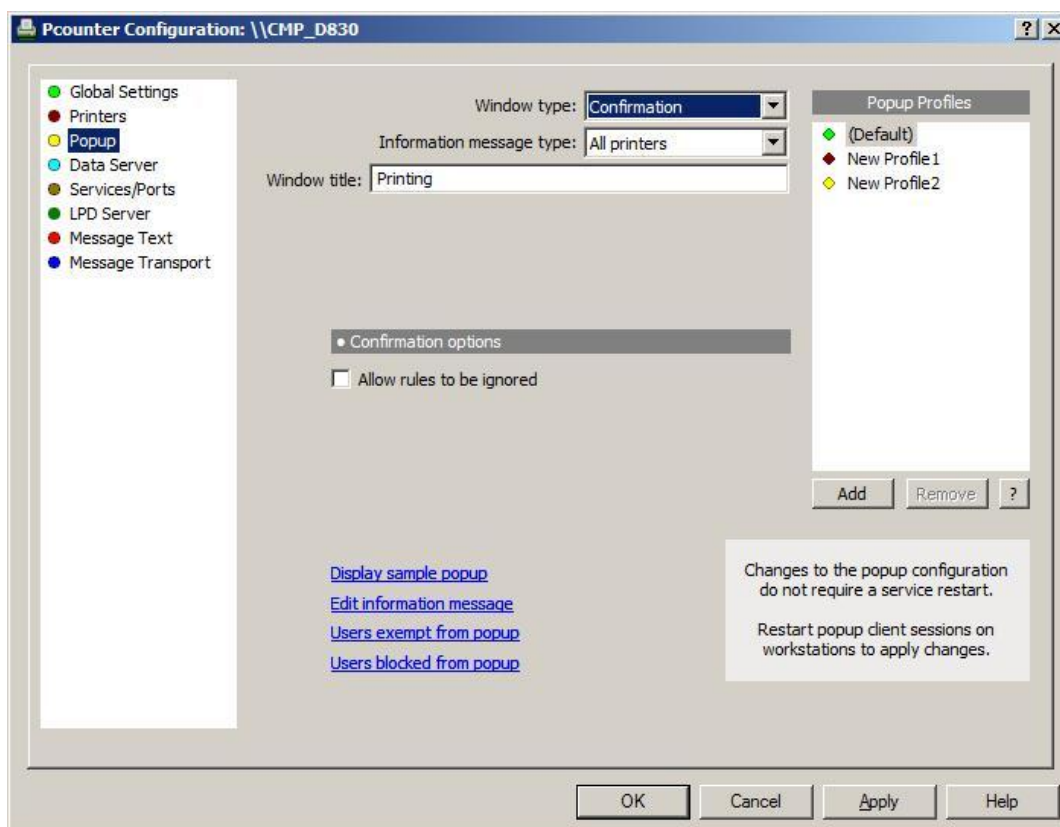 Pcounter Configuration: \\CMP_D830
? X
Global Settings
Printers
Popup
Data Server
Services/Ports
LPD Server
Message Text
Message Transport
Window type: Confirmation
Information message type: All printers
Window title: Printing
• Confirmation options
Allow rules to be ignored
Display sample popup
Edit information message
Users exempt from popup
Users blocked from popup
Popup Profiles
(Default)
New Profile1
New Profile2
Add Remove ?
Changes to the popup configuration
do not require a service restart.
Restart popup client sessions on
workstations to apply changes.
OK Cancel Apply Help